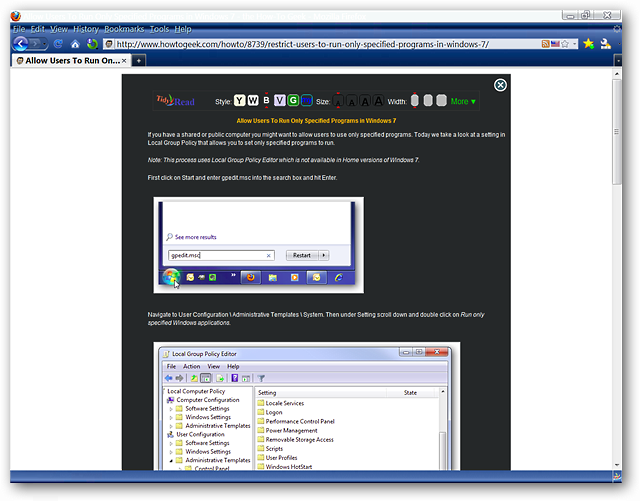 File Edit View History Bookmarks Tools Help
http://www.howtogeek.com/howto/8739/restrict-users-to-run-only-specified-programs-in-windows-7/
Allow Users To Run On...
Tidy Read Style: Y W B V G Size: A A A A Width: More ▼
Allow Users To Run Only Specified Programs in Windows 7
If you have a shared or public computer you might want to allow users to use only specified programs. Today we take a look at a setting in
Local Group Policy that allows you to set only specified programs to run.
Note: This process uses Local Group Policy Editor which is not available in Home versions of Windows 7.
First click on Start and enter gpedit.msc into the search box and hit Enter.
See more results
gpedit.msc Restart
Navigate to User Configuration \ Administrative Templates \ System. Then under Setting scroll down and double click on Run only
specified Windows applications.
Local Group Policy Editor
File Action View Help
Local Computer Policy
Computer Configuration
Software Settings
Windows Settings
Administrative Templates
User Configuration
Software Settings
Windows Settings
Administrative Templates
Control Panel
Setting State
Locale Services
Logon
Performance Control Panel
Power Management
Removable Storage Access
Scripts
User Profiles
Windows HotStart